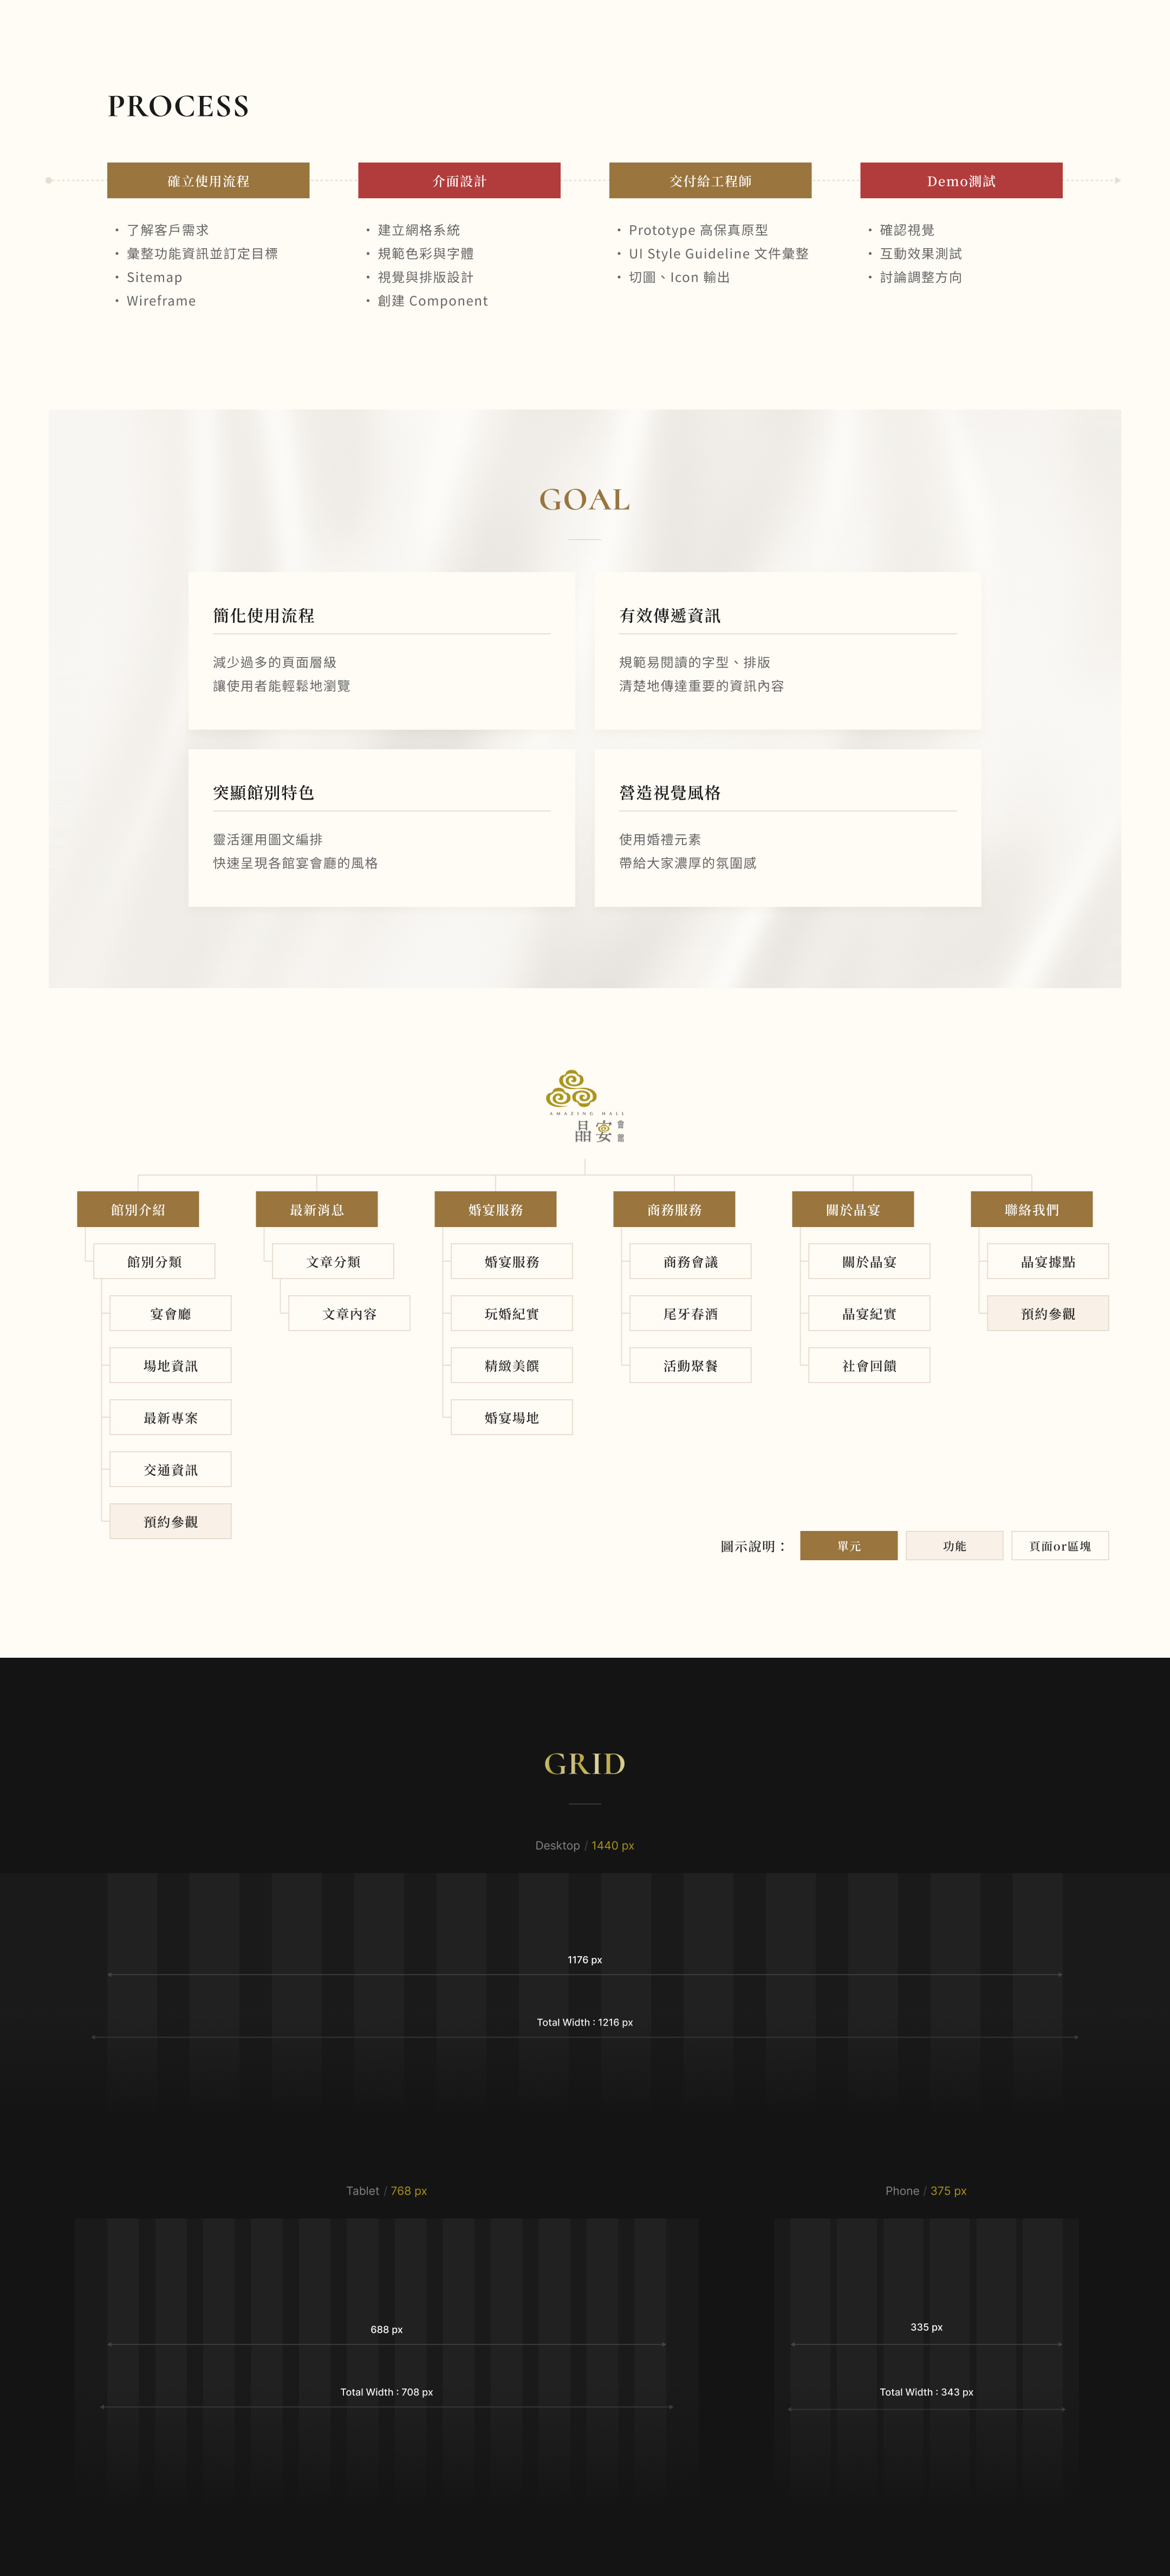 PROCESS
確立使用流程
• 了解客戶需求
• 彙整功能資訊並訂定目標
• Sitemap
• Wireframe
介面設計
• 建立網格系統
• 規範色彩與字體
• 視覺與排版設計
• 創建 Component
交付給工程師
• Prototype 高保真原型
• UI Style Guideline 文件彙整
• 切圖、Icon 輸出
Demo測試
• 確認視覺
• 互動效果測試
• 討論調整方向
GOAL
簡化使用流程
減少過多的頁面層級
讓使用者能輕鬆地瀏覽
有效傳遞資訊
規範易閱讀的字型、排版
清楚地傳達重要的資訊內容
突顯館別特色
靈活運用圖文編排
快速呈現各館宴會廳的風格
營造視覺風格
使用婚禮元素
帶給大家濃厚的氛圍感
AMAZING HALL
晶宴會館
館別介紹
館別分類
宴會廳
場地資訊
最新專案
交通資訊
預約參觀
最新消息
文章分類
文章內容
婚宴服務
婚宴服務
玩婚紀實
精緻美饌
婚宴場地
商務服務
商務會議
尾牙春酒
活動聚餐
關於晶宴
關於晶宴
晶宴紀實
社會回饋
聯絡我們
晶宴據點
預約參觀
圖示說明：
單元
功能
頁面or區塊
GRID
Desktop / 1440 px
1176 px
Total Width : 1216 px
Tablet / 768 px
688 px
Total Width : 708 px
Phone / 375 px
335 px
Total Width : 343 px